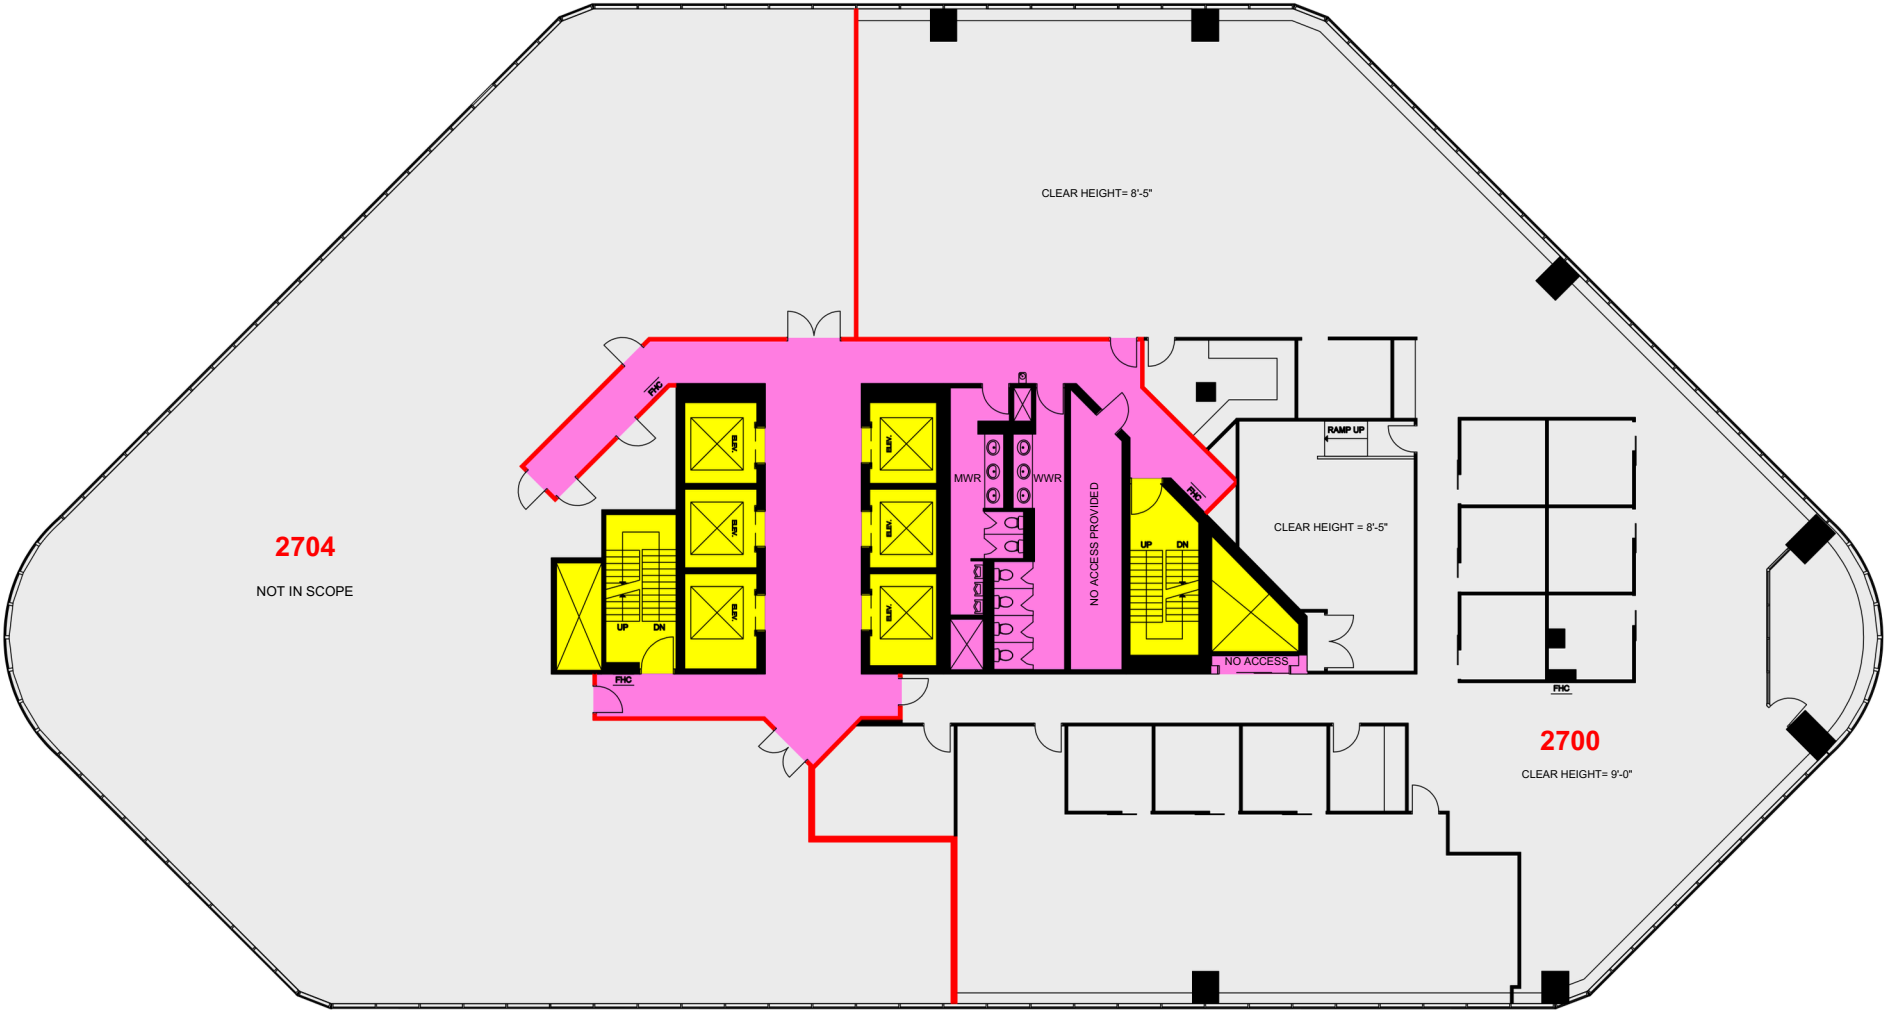 CLEAR HEIGHT= 8'-5"
FHC
RAMP UP
ELEV.
ELEV.
MWR
WWR
FHC
NO ACCESS PROVIDED
CLEAR HEIGHT = 8'-5"
ELEV.
ELEV.
2704
NOT IN SCOPE
UP DN
ELEV.
ELEV.
UP DN
NO ACCESS
FHC
FHC
2700
CLEAR HEIGHT= 9'-0"